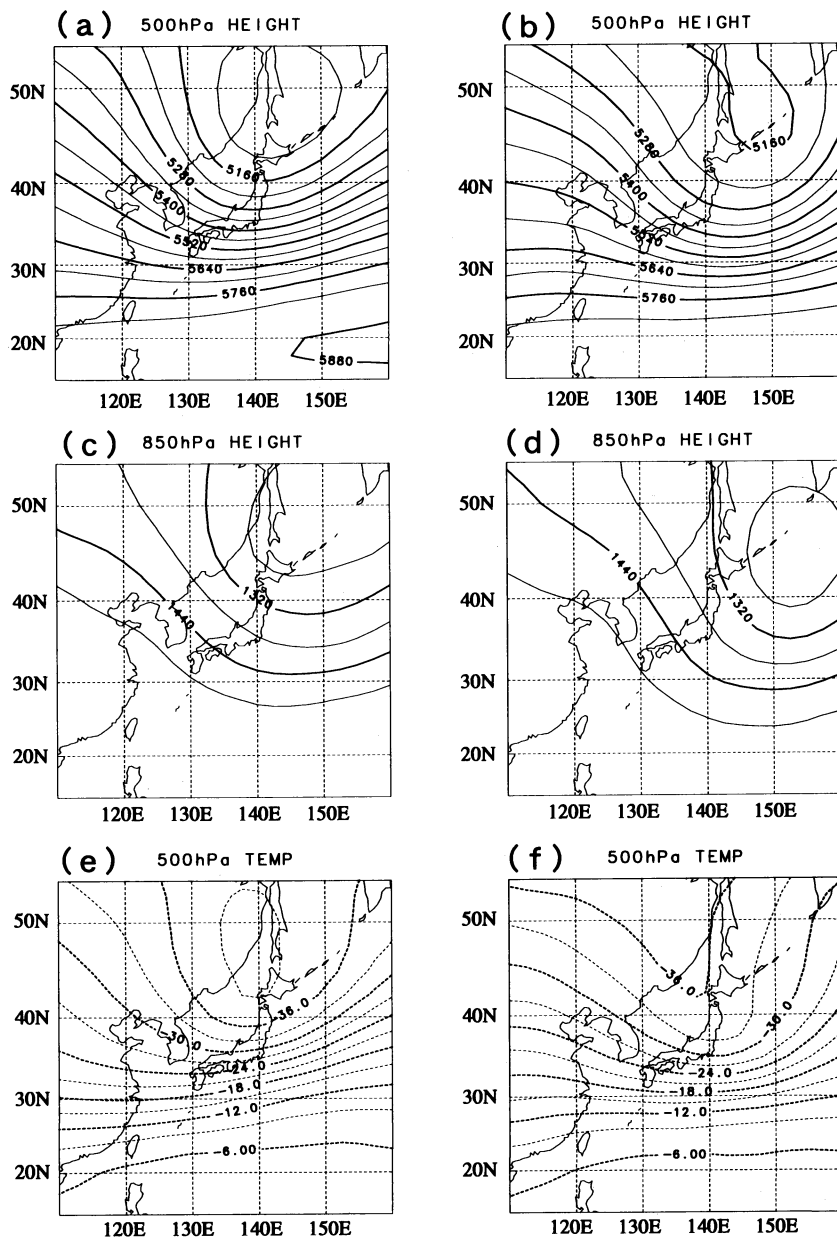 (a) 500hPa HEIGHT
50N
40N
30N
20N
5280
5160
5400
5520
5640
5760
5880
120E 130E 140E 150E
(b) 500hPa HEIGHT
50N
40N
30N
20N
5280
5160
5400
5520
5640
5760
120E 130E 140E 150E
(c) 850hPa HEIGHT
50N
40N
30N
20N
1320
1440
120E 130E 140E 150E
(d) 850hPa HEIGHT
50N
40N
30N
20N
1440
1320
120E 130E 140E 150E
(e) 500hPa TEMP
50N
40N
30N
20N
-36.0
-30.0
-24.0
-18.0
-12.0
-6.00
120E 130E 140E 150E
(f) 500hPa TEMP
50N
40N
30N
20N
-36.0
-36.0
-24.0
-18.0
-12.0
-6.00
120E 130E 140E 150E